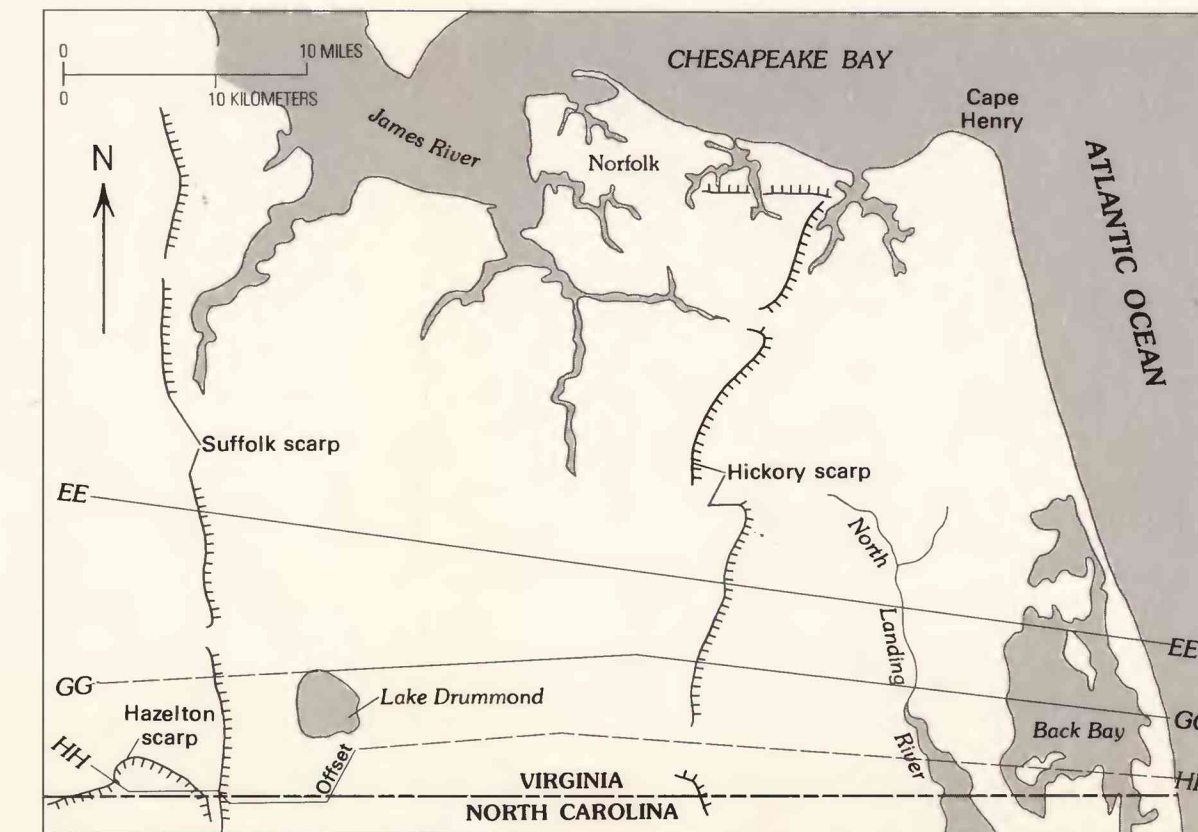 0 10 MILES
0 10 KILOMETERS
CHESAPEAKE BAY
Cape
Henry
James River
N
Norfolk
ATLANTIC OCEAN
Suffolk scarp
Hickory scarp
EE
North
Landing
River
EE
GG
Lake Drummond
GG
Hazelton
scarp
Back Bay
HH
Offset
HH
VIRGINIA
NORTH CAROLINA